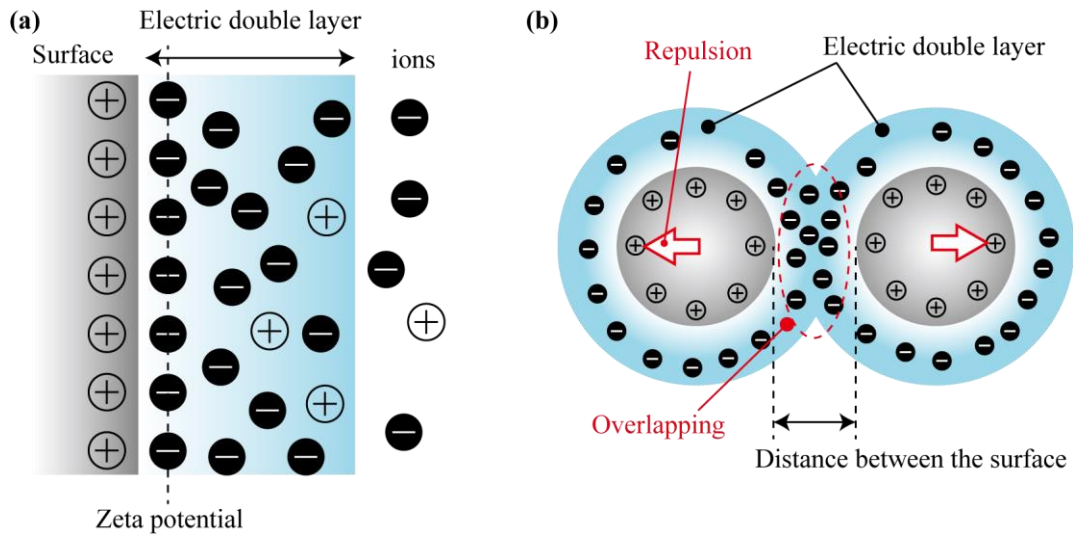 (a)
Electric double layer
Surface
ions
Zeta potential
(b)
Repulsion
Electric double layer
Overlapping
Distance between the surface